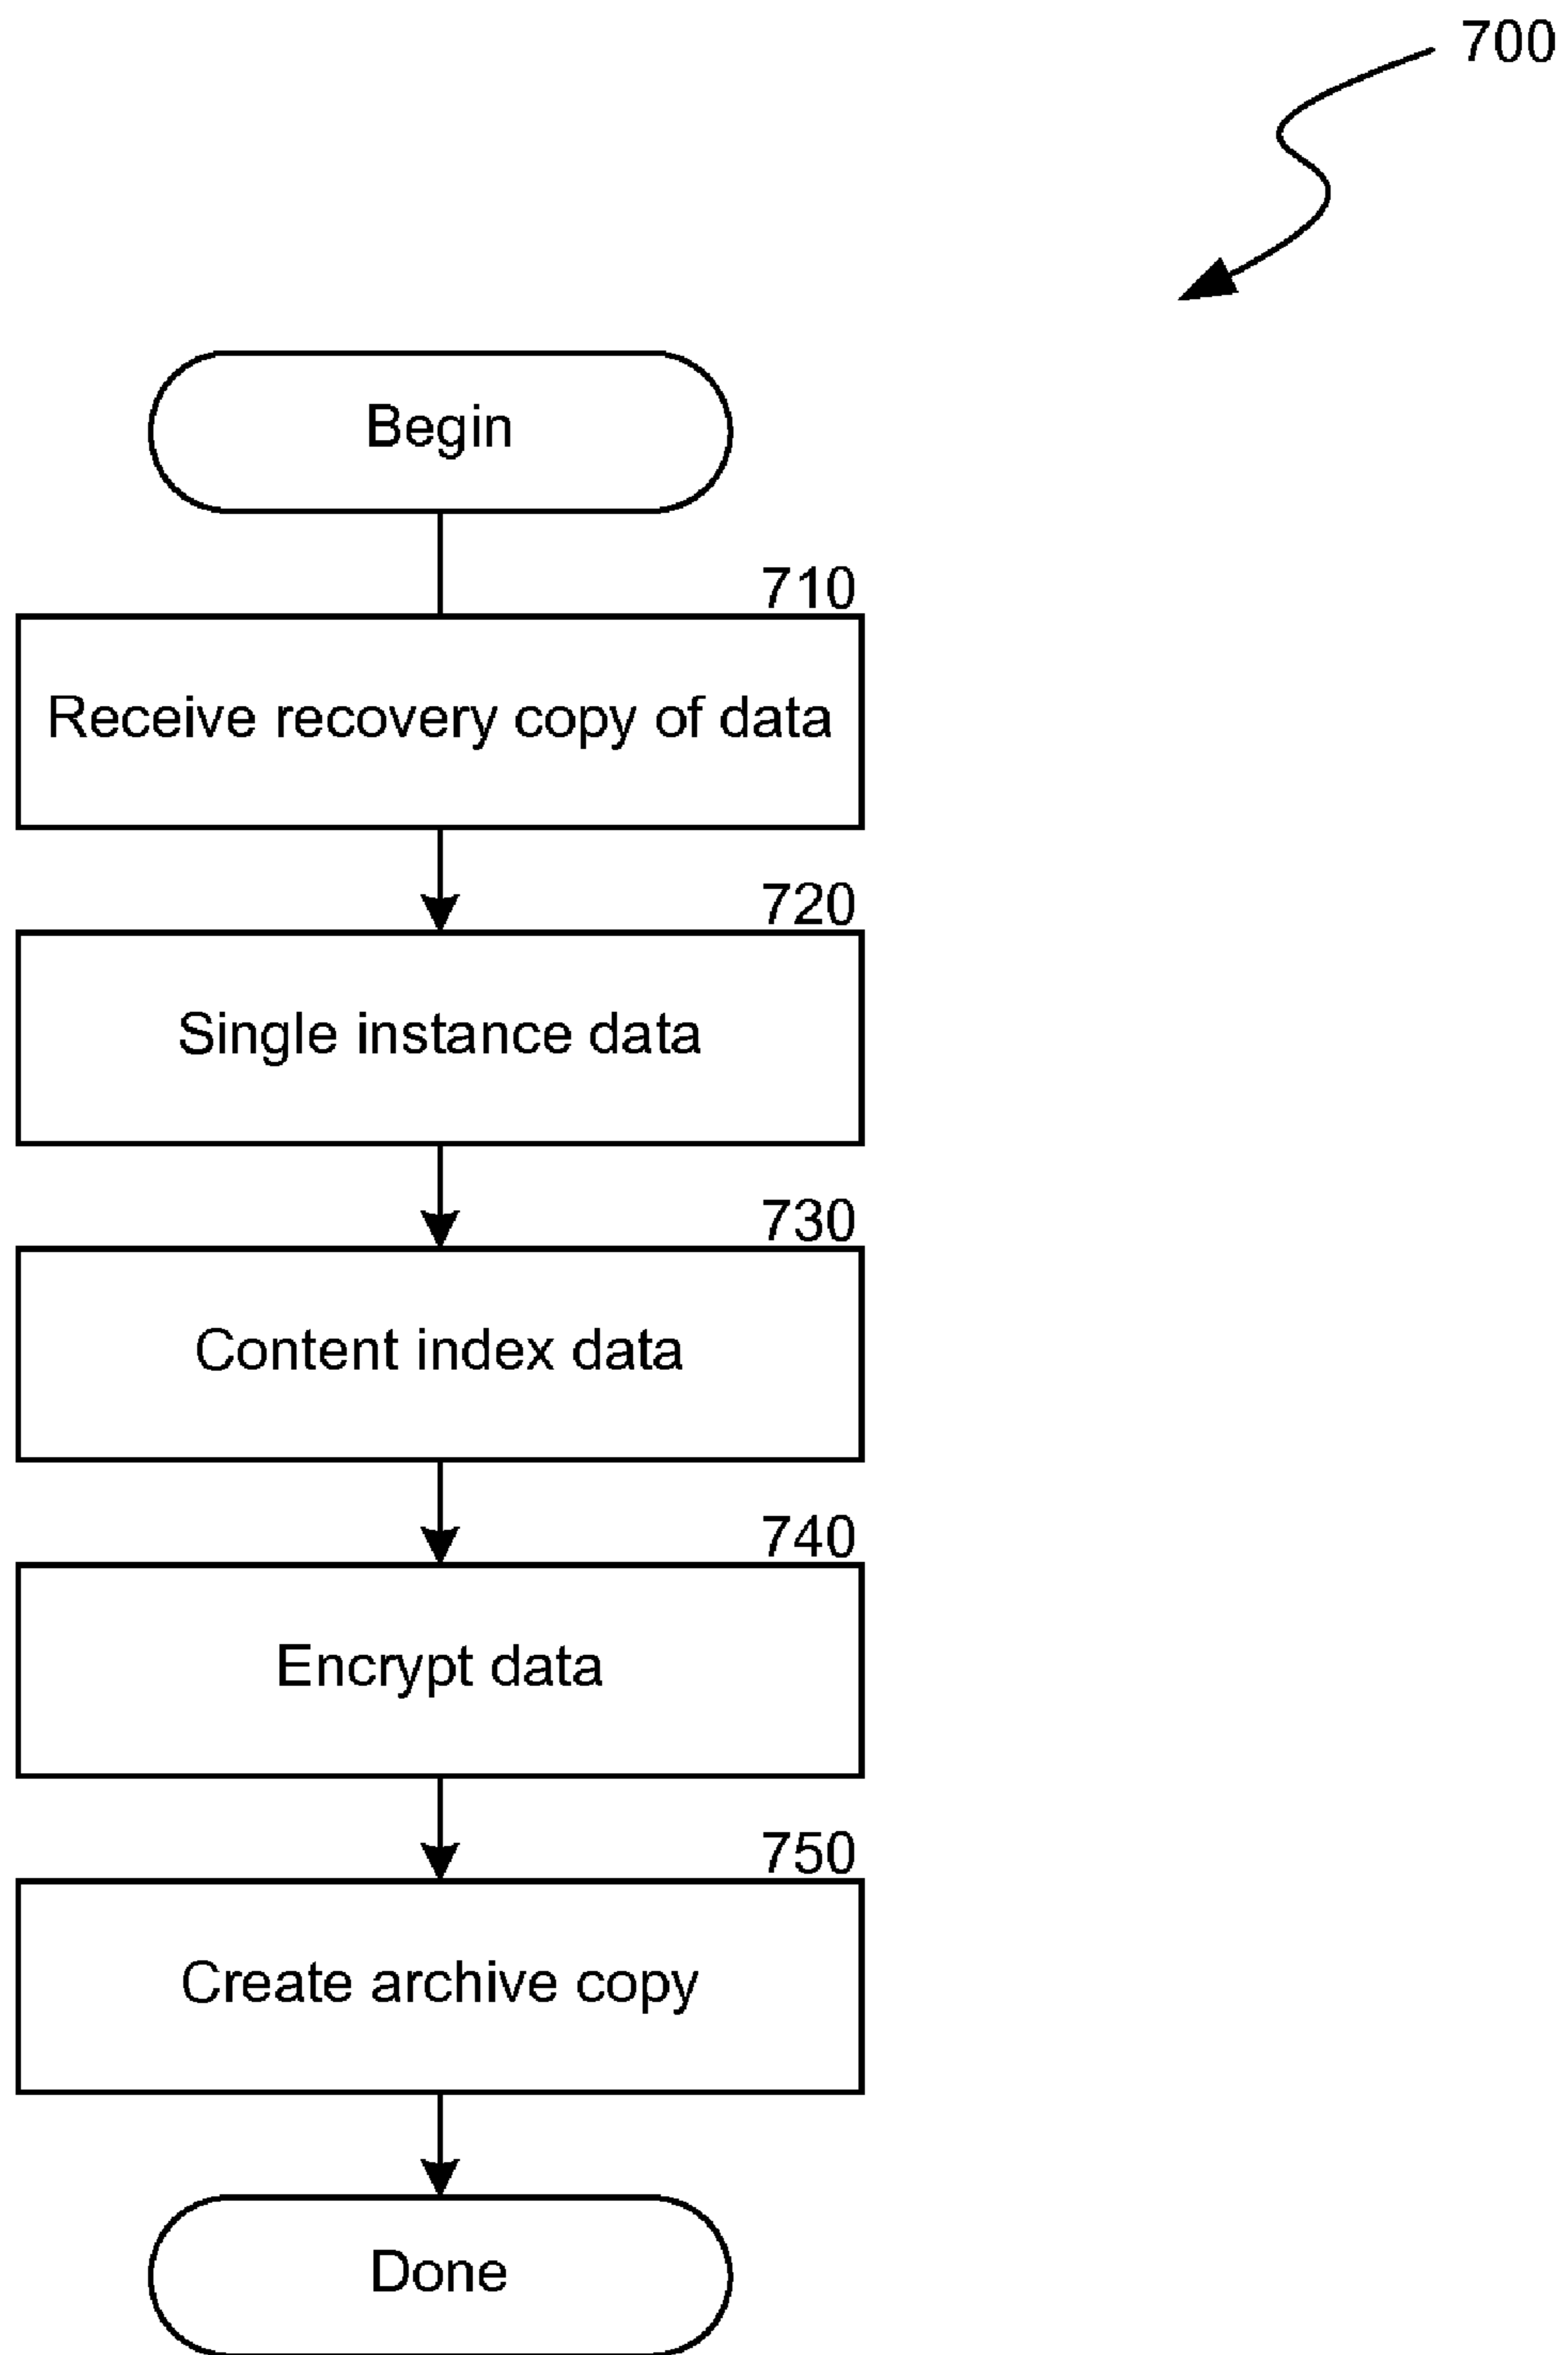 700
Begin
710
Receive recovery copy of data
720
Single instance data
730
Content index data
740
Encrypt data
750
Create archive copy
Done